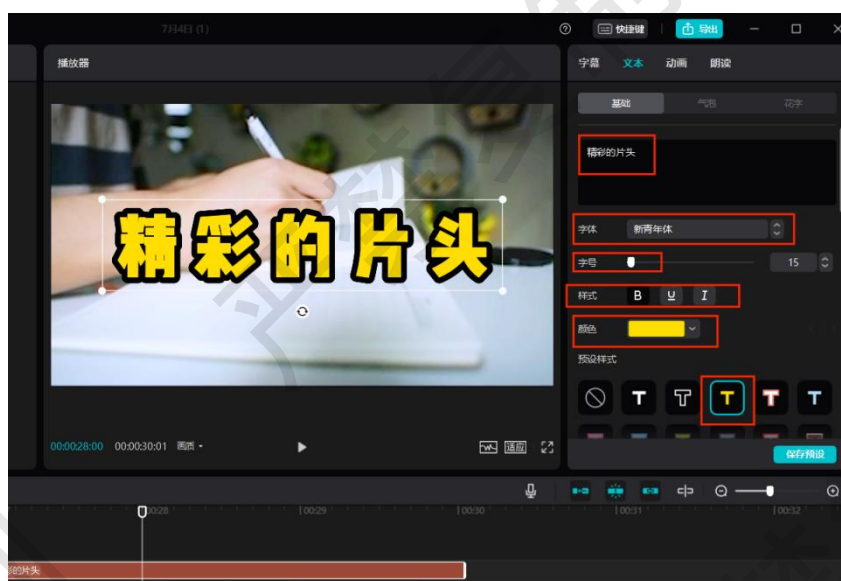 7月4日 (1)
快捷键
导出
播放器
字幕 文本 动画 朗读
基础 气泡 花字
精彩的片头
精彩的片头
字体 新青年体
字号 15
样式 B U I
颜色
预设样式
T T T T T
00:00:28:00 00:00:30:01 画质
适应
保存预设
00:28 00:29 00:30 00:31 00:32
彩的片头